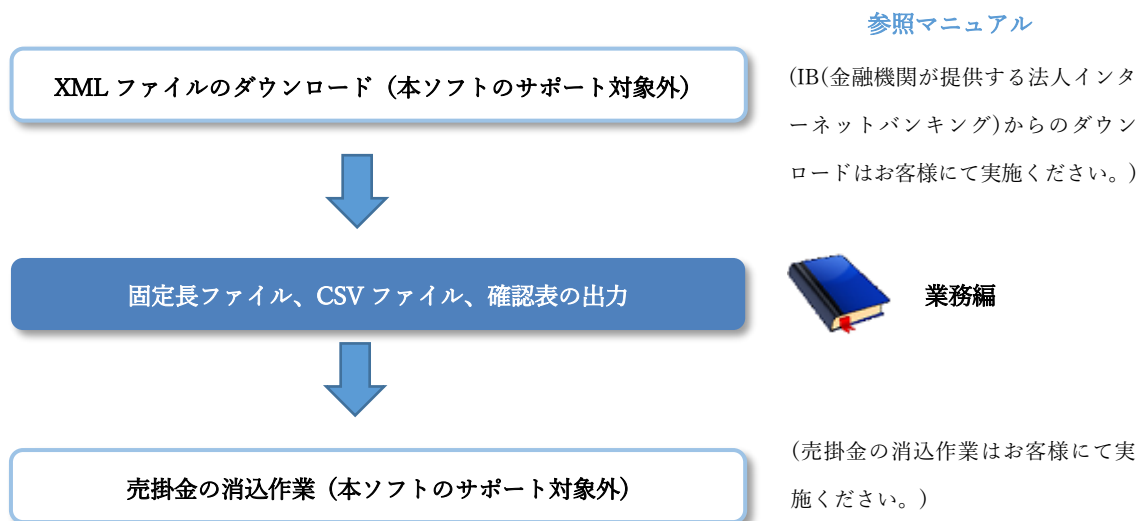 参照マニュアル
XML ファイルのダウンロード（本ソフトのサポート対象外）
(IB(金融機関が提供する法人インタ
ーネットバンキング)からのダウン
ロードはお客様にて実施ください。)
固定長ファイル、CSV ファイル、確認表の出力
業務編
売掛金の消込作業（本ソフトのサポート対象外）
(売掛金の消込作業はお客様にて実
施ください。)